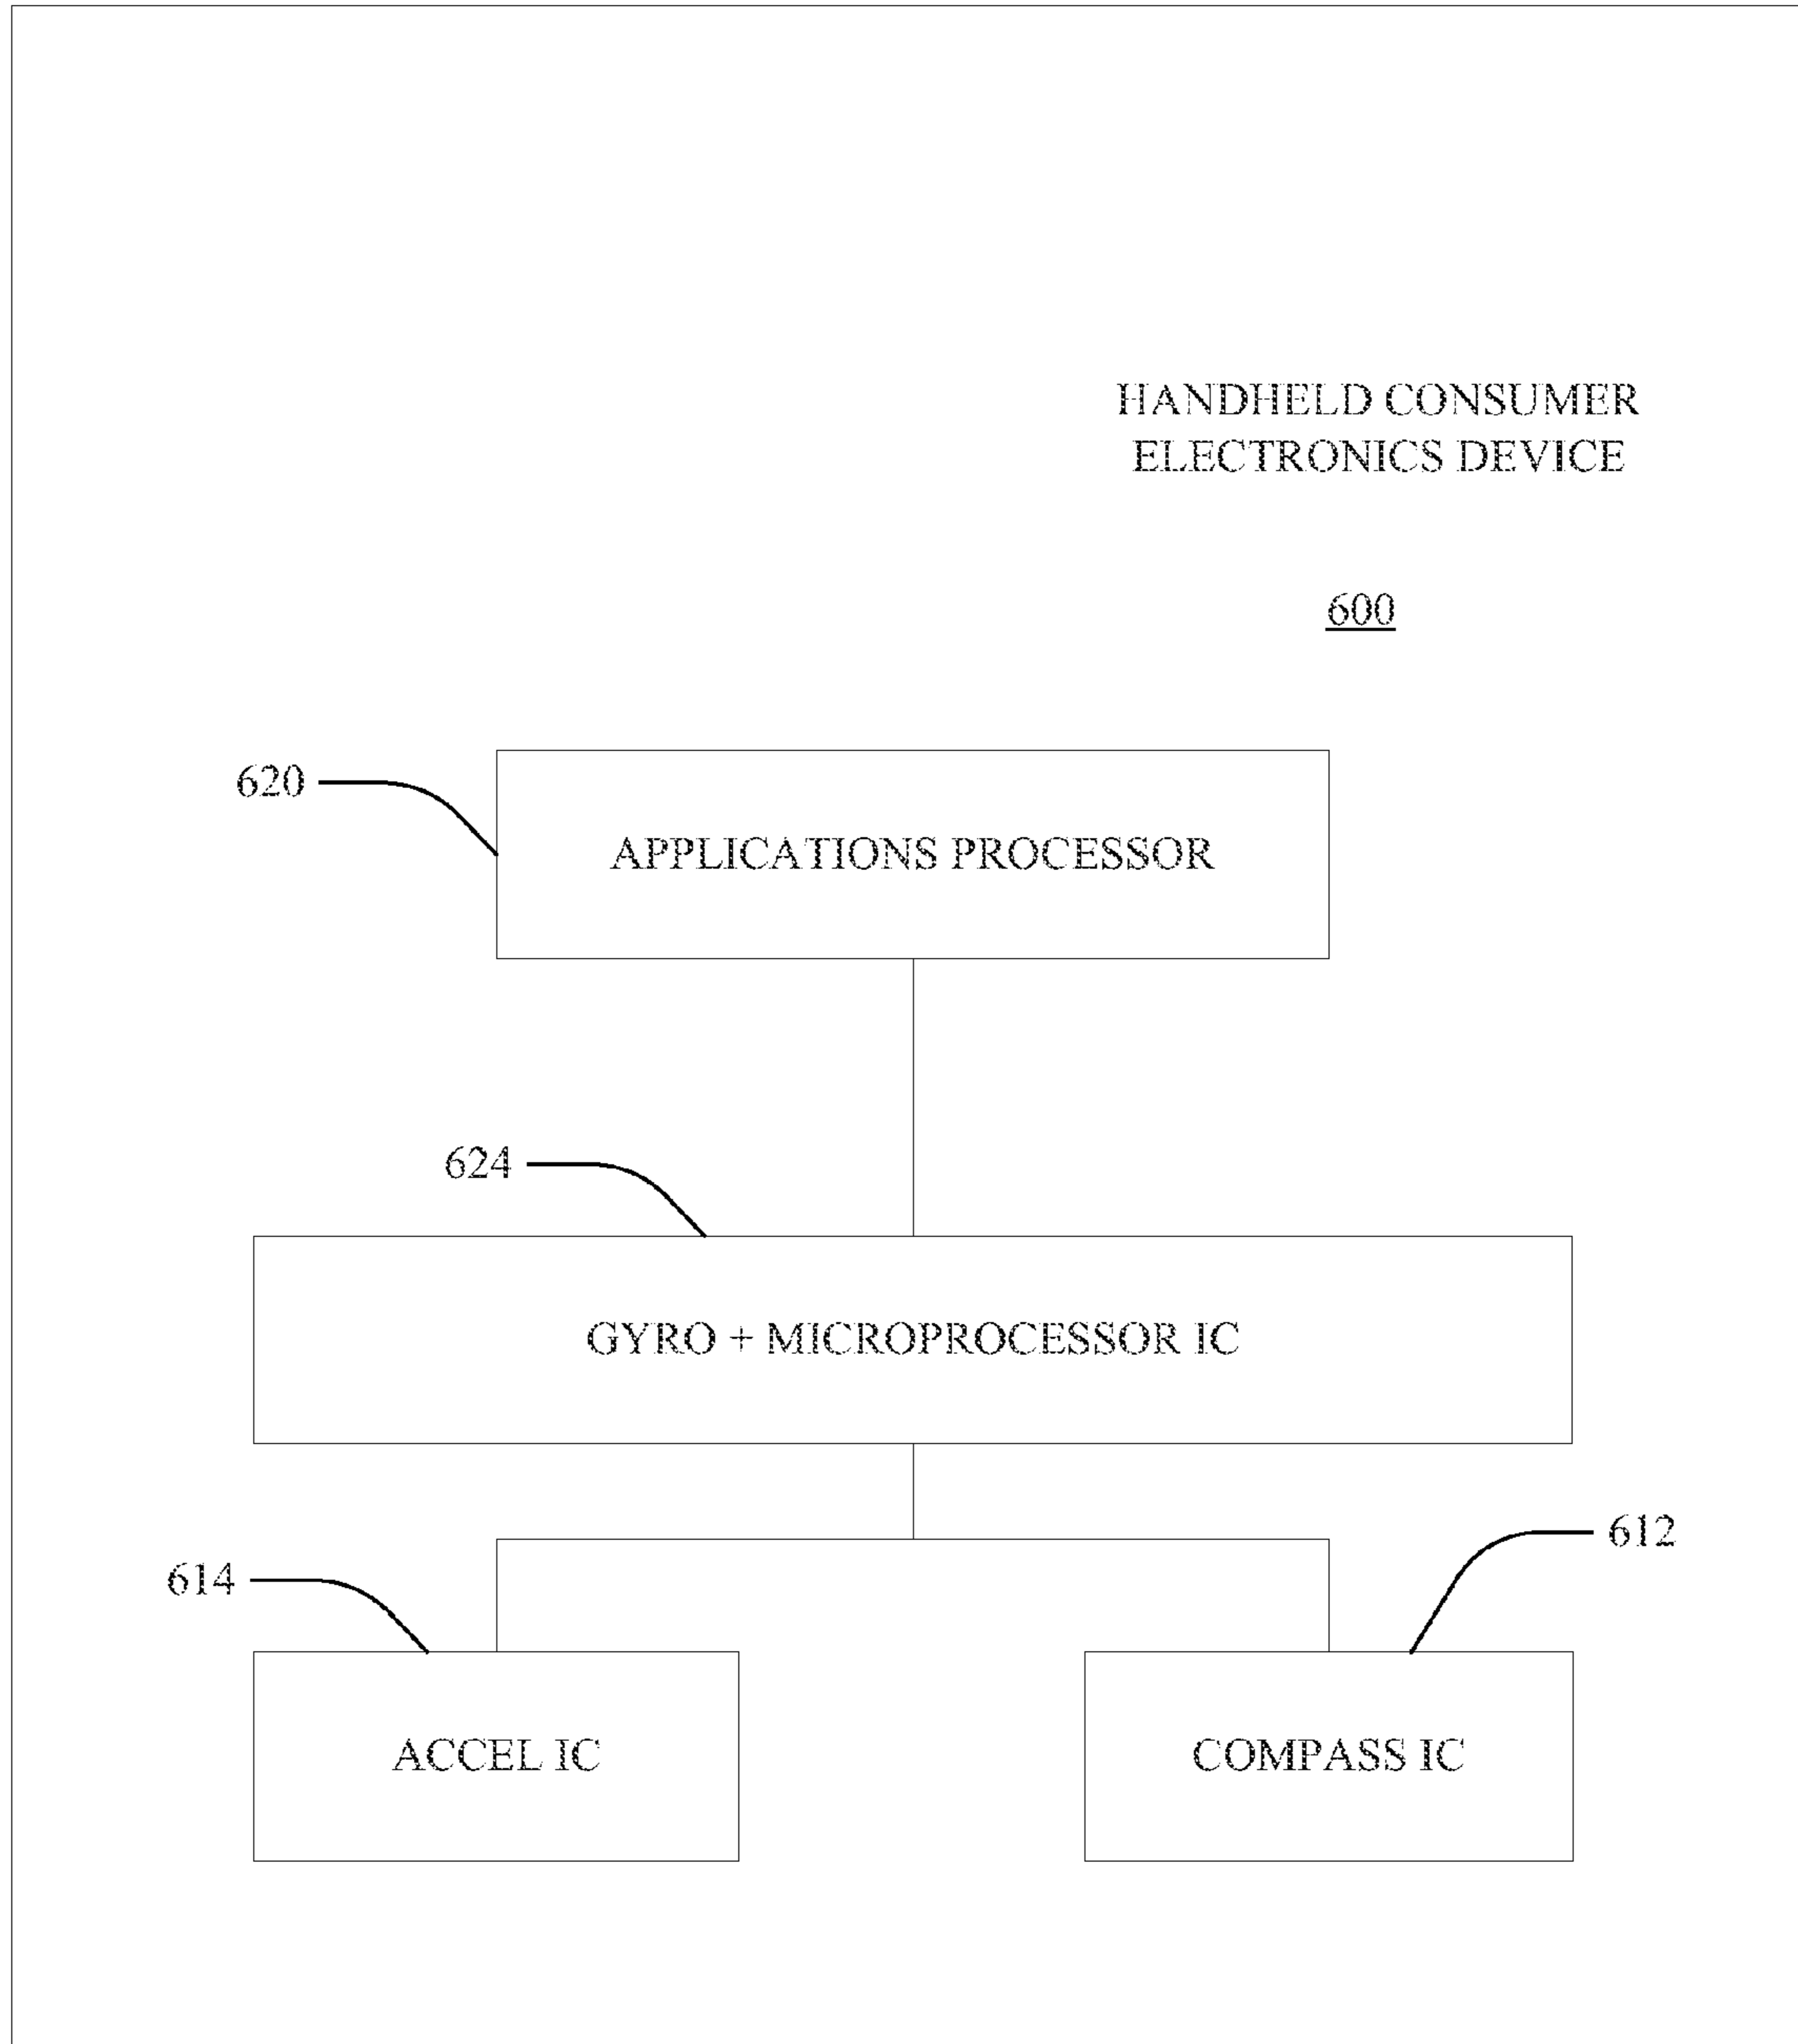 HANDHELD CONSUMER
ELECTRONICS DEVICE
600
620
APPLICATIONS PROCESSOR
624
GYRO + MICROPROCESSOR IC
612
614
ACCEL IC
COMPASS IC